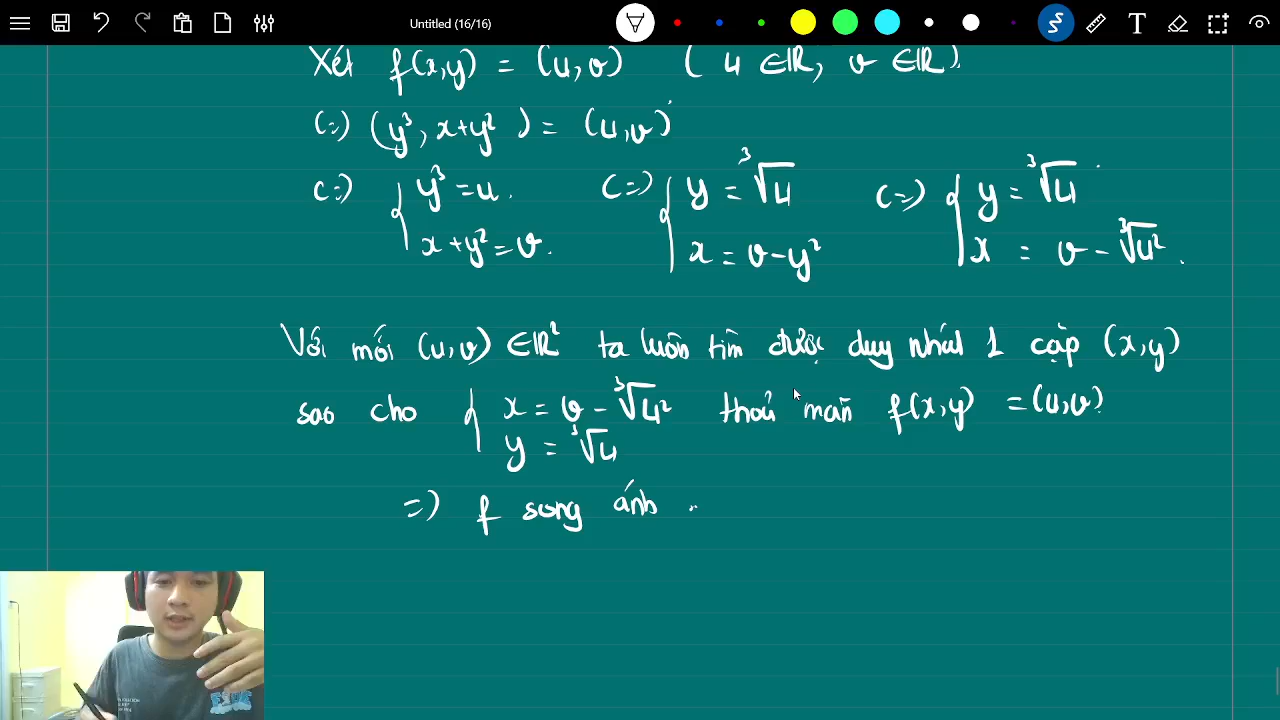 Untitled (16/16)
Xét f(x,y) = (u,v) ( u ∈ ℝ, v ∈ ℝ).
(=) (y³, x+y²) = (u,v)
(=) { y³ = u. (=) { y = ∛u (=) { y = ∛u
x + y² = v. x = v - y² x = v - ∛u² .
Với mỗi (u,v) ∈ ℝ² ta luôn tìm được duy nhất 1 cặp (x,y)
sao cho { x = v - ∛u² thoả mãn f(x,y) = (u,v).
y = ∛u
=) f song ánh .